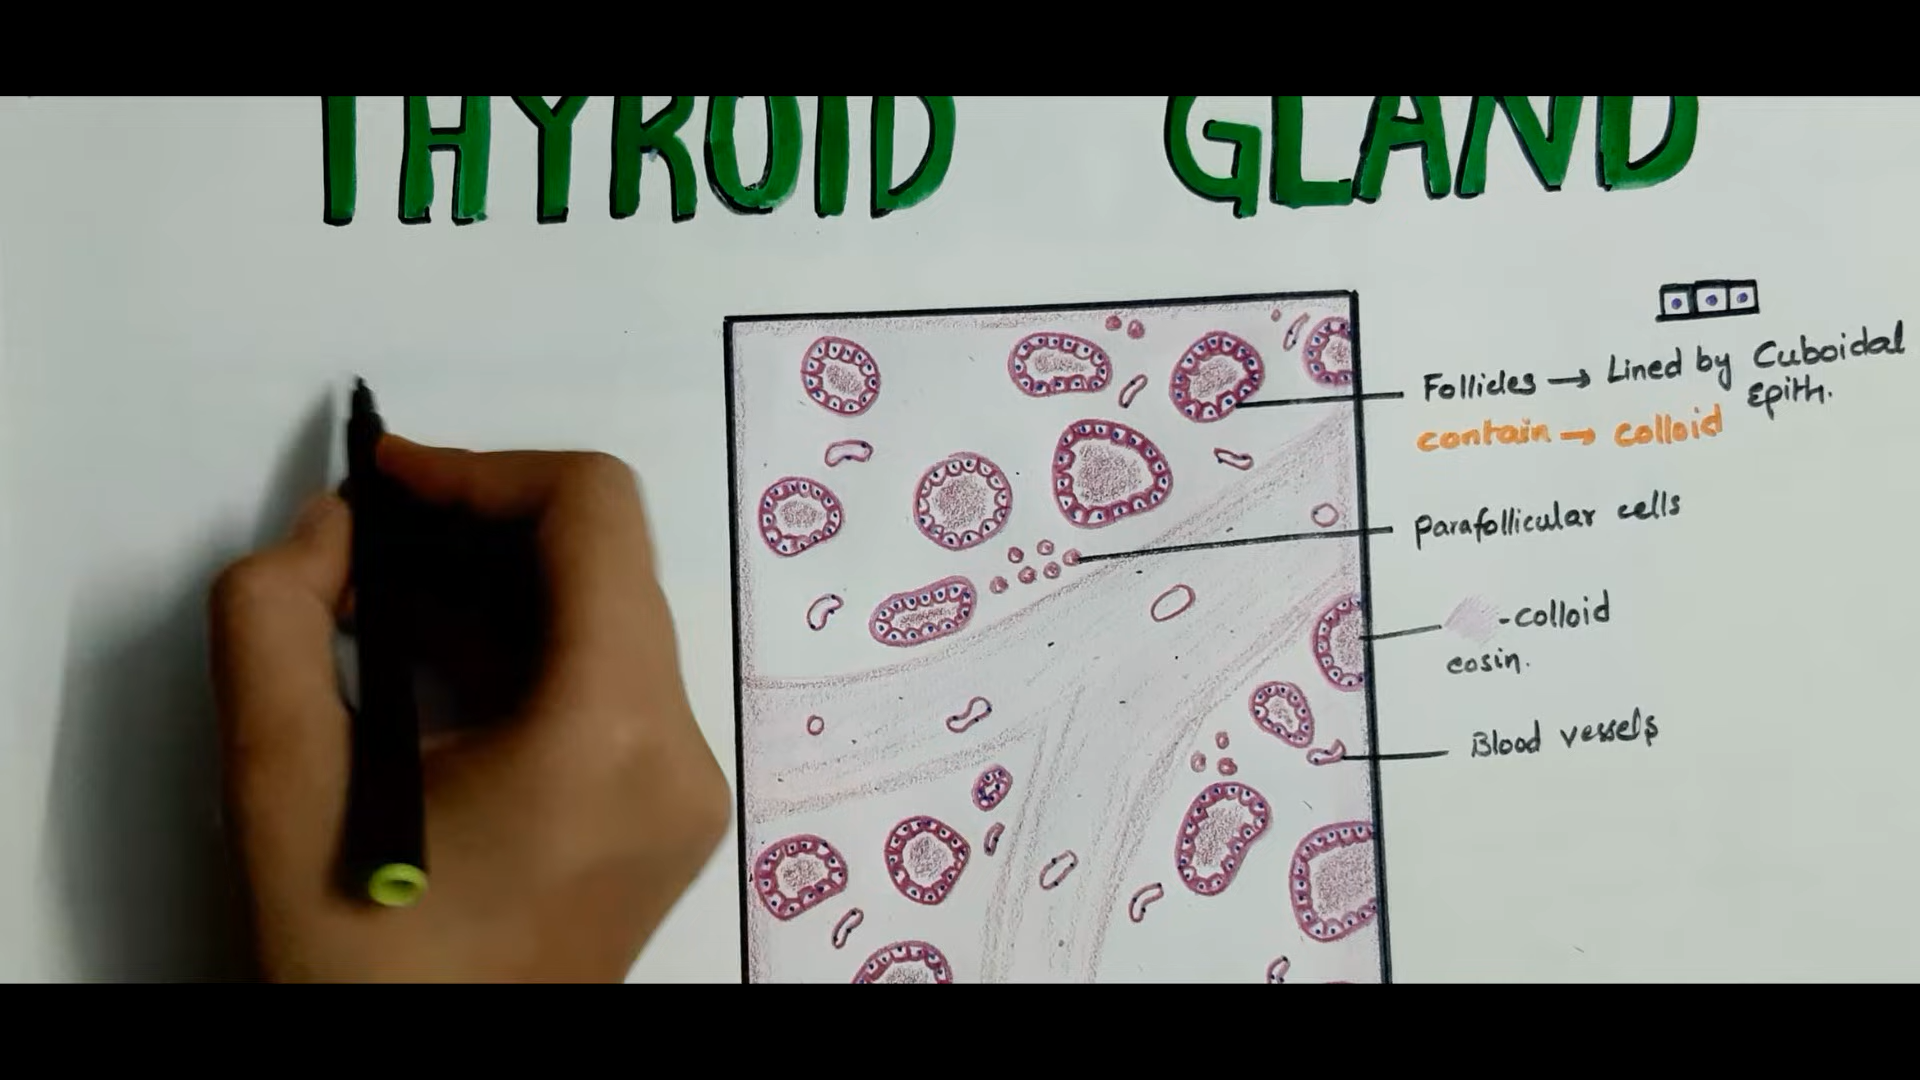 THYROID GLAND
Follicles → Lined by Cuboidal
Epith.
contain → colloid
parafollicular cells
-colloid
eosin.
Blood vessels